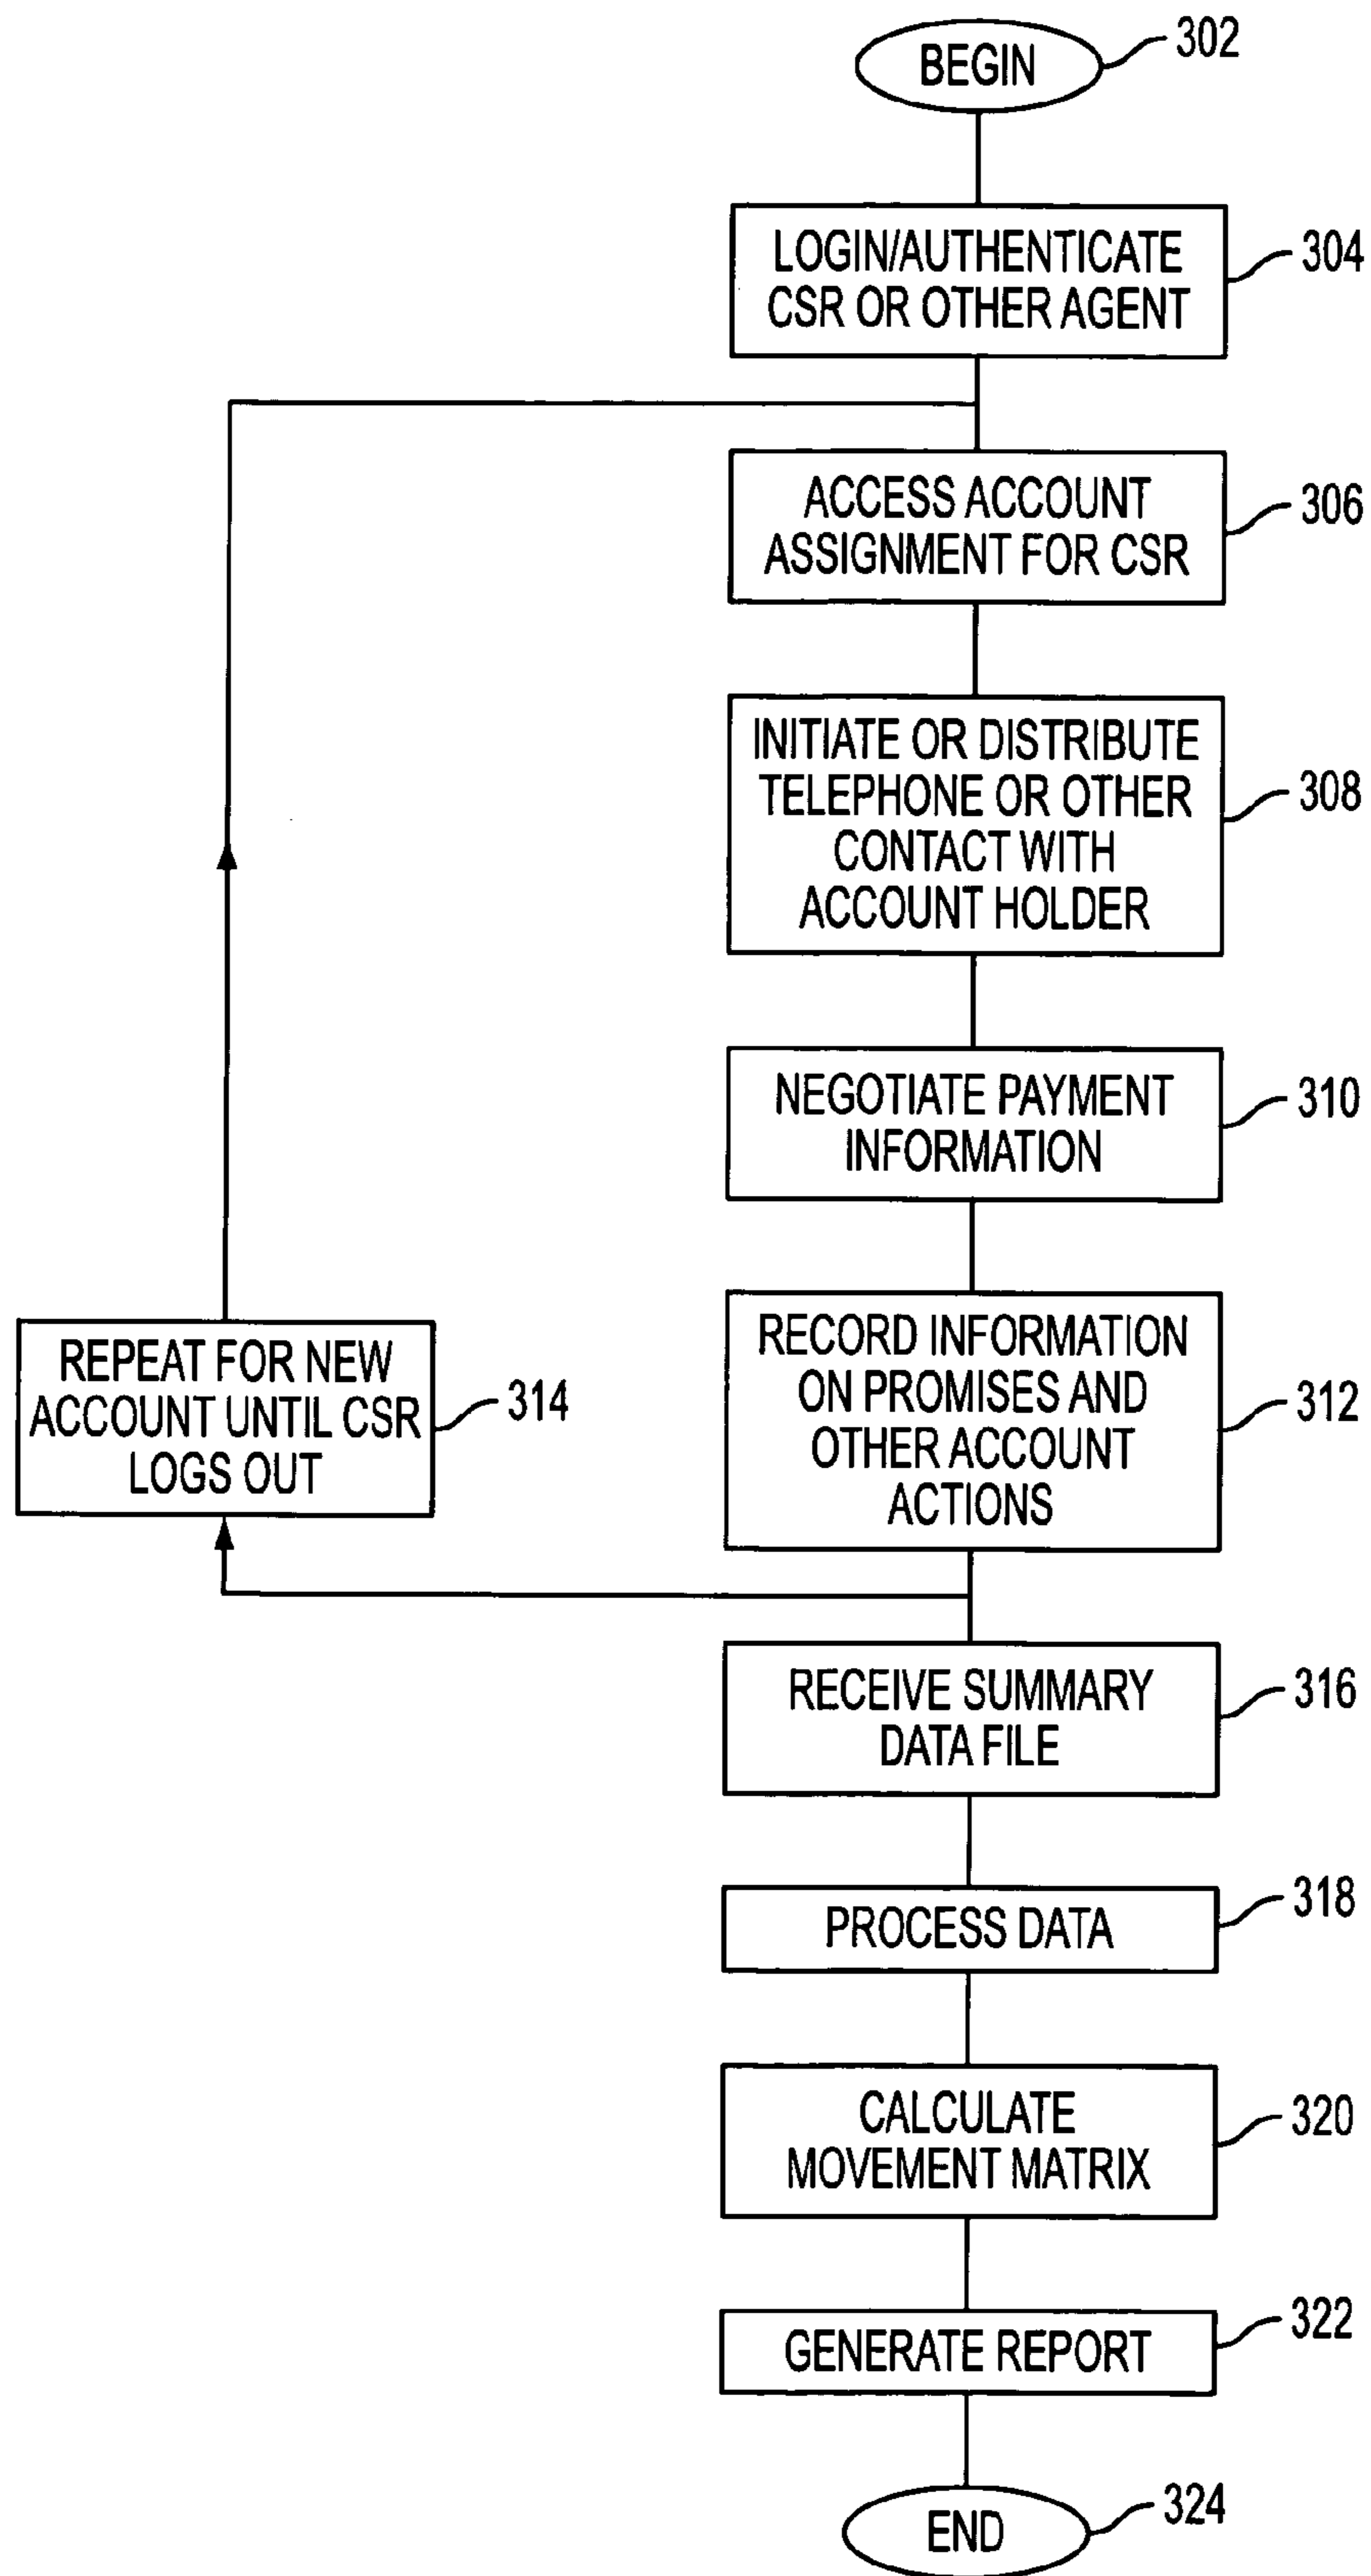 BEGIN
302
LOGIN/AUTHENTICATE
CSR OR OTHER AGENT
304
ACCESS ACCOUNT
ASSIGNMENT FOR CSR
306
INITIATE OR DISTRIBUTE
TELEPHONE OR OTHER
CONTACT WITH
ACCOUNT HOLDER
308
NEGOTIATE PAYMENT
INFORMATION
310
RECORD INFORMATION
ON PROMISES AND
OTHER ACCOUNT
ACTIONS
312
REPEAT FOR NEW
ACCOUNT UNTIL CSR
LOGS OUT
314
RECEIVE SUMMARY
DATA FILE
316
PROCESS DATA
318
CALCULATE
MOVEMENT MATRIX
320
GENERATE REPORT
322
END
324